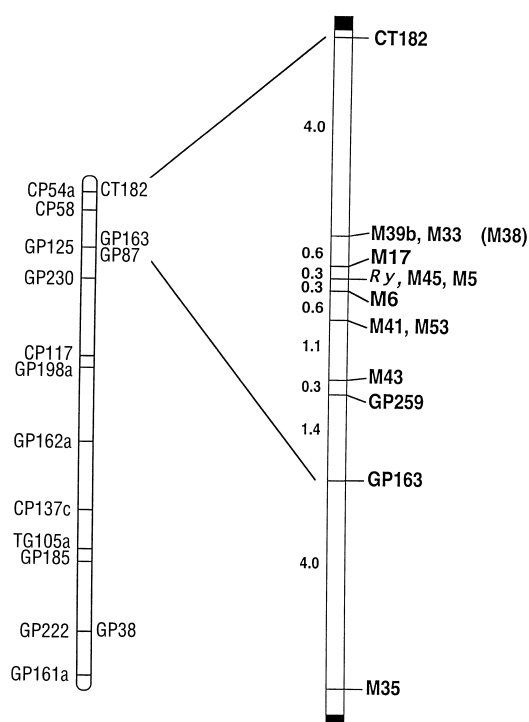 CP54a CT182
CP58
GP125 GP163
GP87
GP230
CP117
GP198a
GP162a
CP137c
TG105a
GP185
GP222 GP38
GP161a
CT182
4.0
M39b, M33 (M38)
0.6
M17
0.3
Ry, M45, M5
0.3
M6
0.6
M41, M53
1.1
M43
0.3
GP259
1.4
GP163
4.0
M35